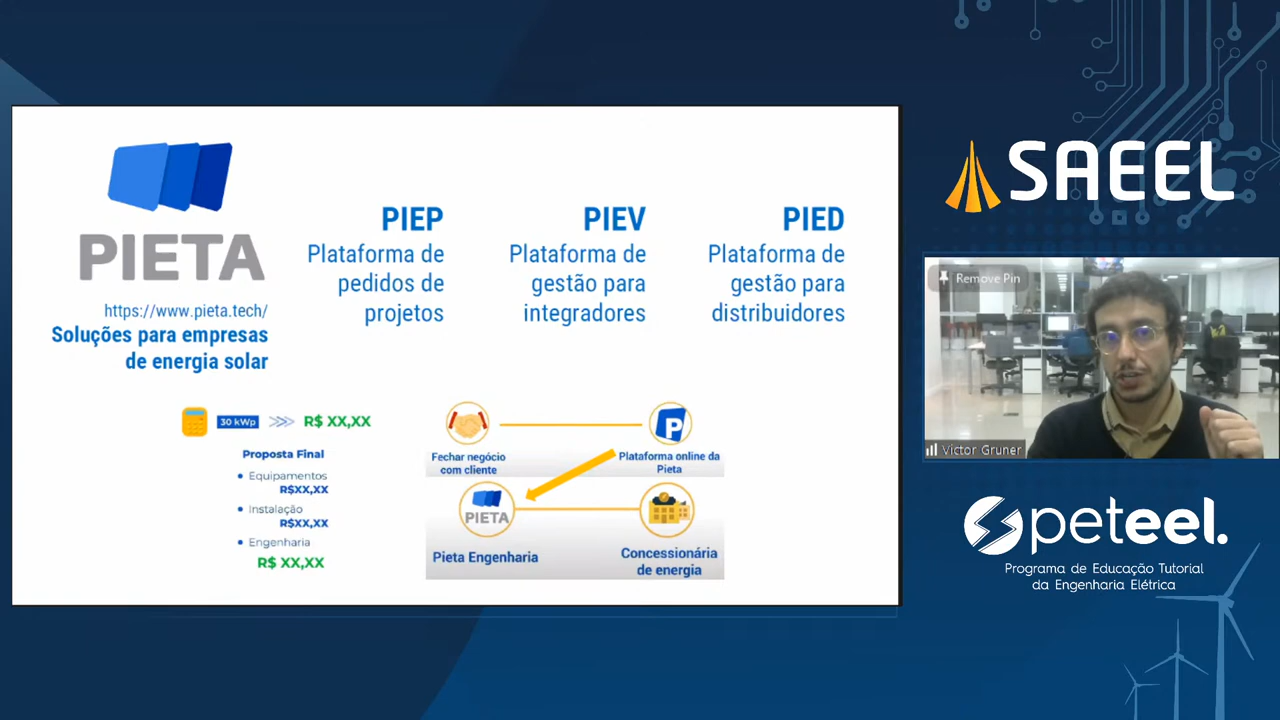 PIETA
https://www.pieta.tech/
Soluções para empresas
de energia solar
PIEP
Plataforma de
pedidos de
projetos
PIEV
Plataforma de
gestão para
integradores
PIED
Plataforma de
gestão para
distribuidores
30 kWp
R$ XX,XX
Proposta Final
Equipamentos
R$XX,XX
Instalação
R$XX,XX
Engenharia
R$ XX,XX
Fechar negócio
com cliente
P
Plataforma online da
Pieta
PIETA
Pieta Engenharia
Concessionária
de energia
SAEEL
Remove Pin
Victor Gruner
peteel.
Programa de Educação Tutorial
da Engenharia Elétrica